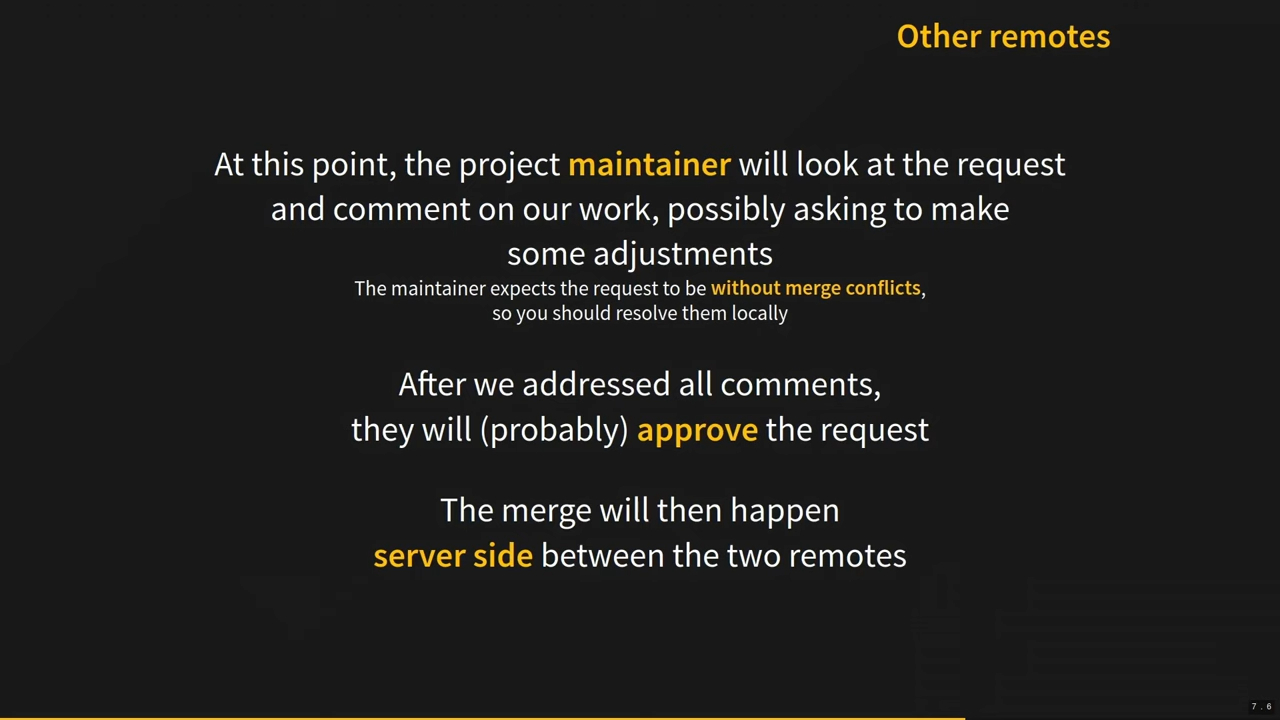 Other remotes
At this point, the project maintainer will look at the request
and comment on our work, possibly asking to make
some adjustments
The maintainer expects the request to be without merge conflicts,
so you should resolve them locally
After we addressed all comments,
they will (probably) approve the request
The merge will then happen
server side between the two remotes
7 . 6